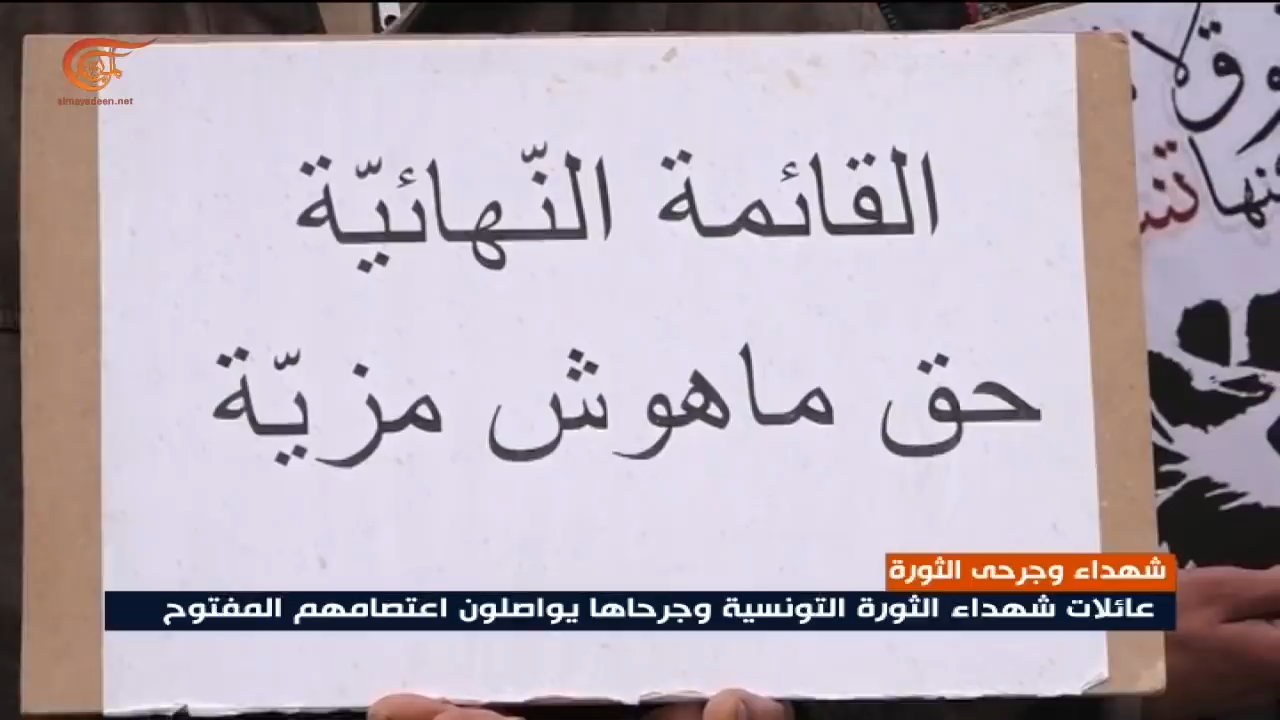 almayadeen.net
القائمة النّهائيّة
حق ماهوش مزيّة
شهداء وجرحى الثورة
عائلات شهداء الثورة التونسية وجرحاها يواصلون اعتصامهم المفتوح